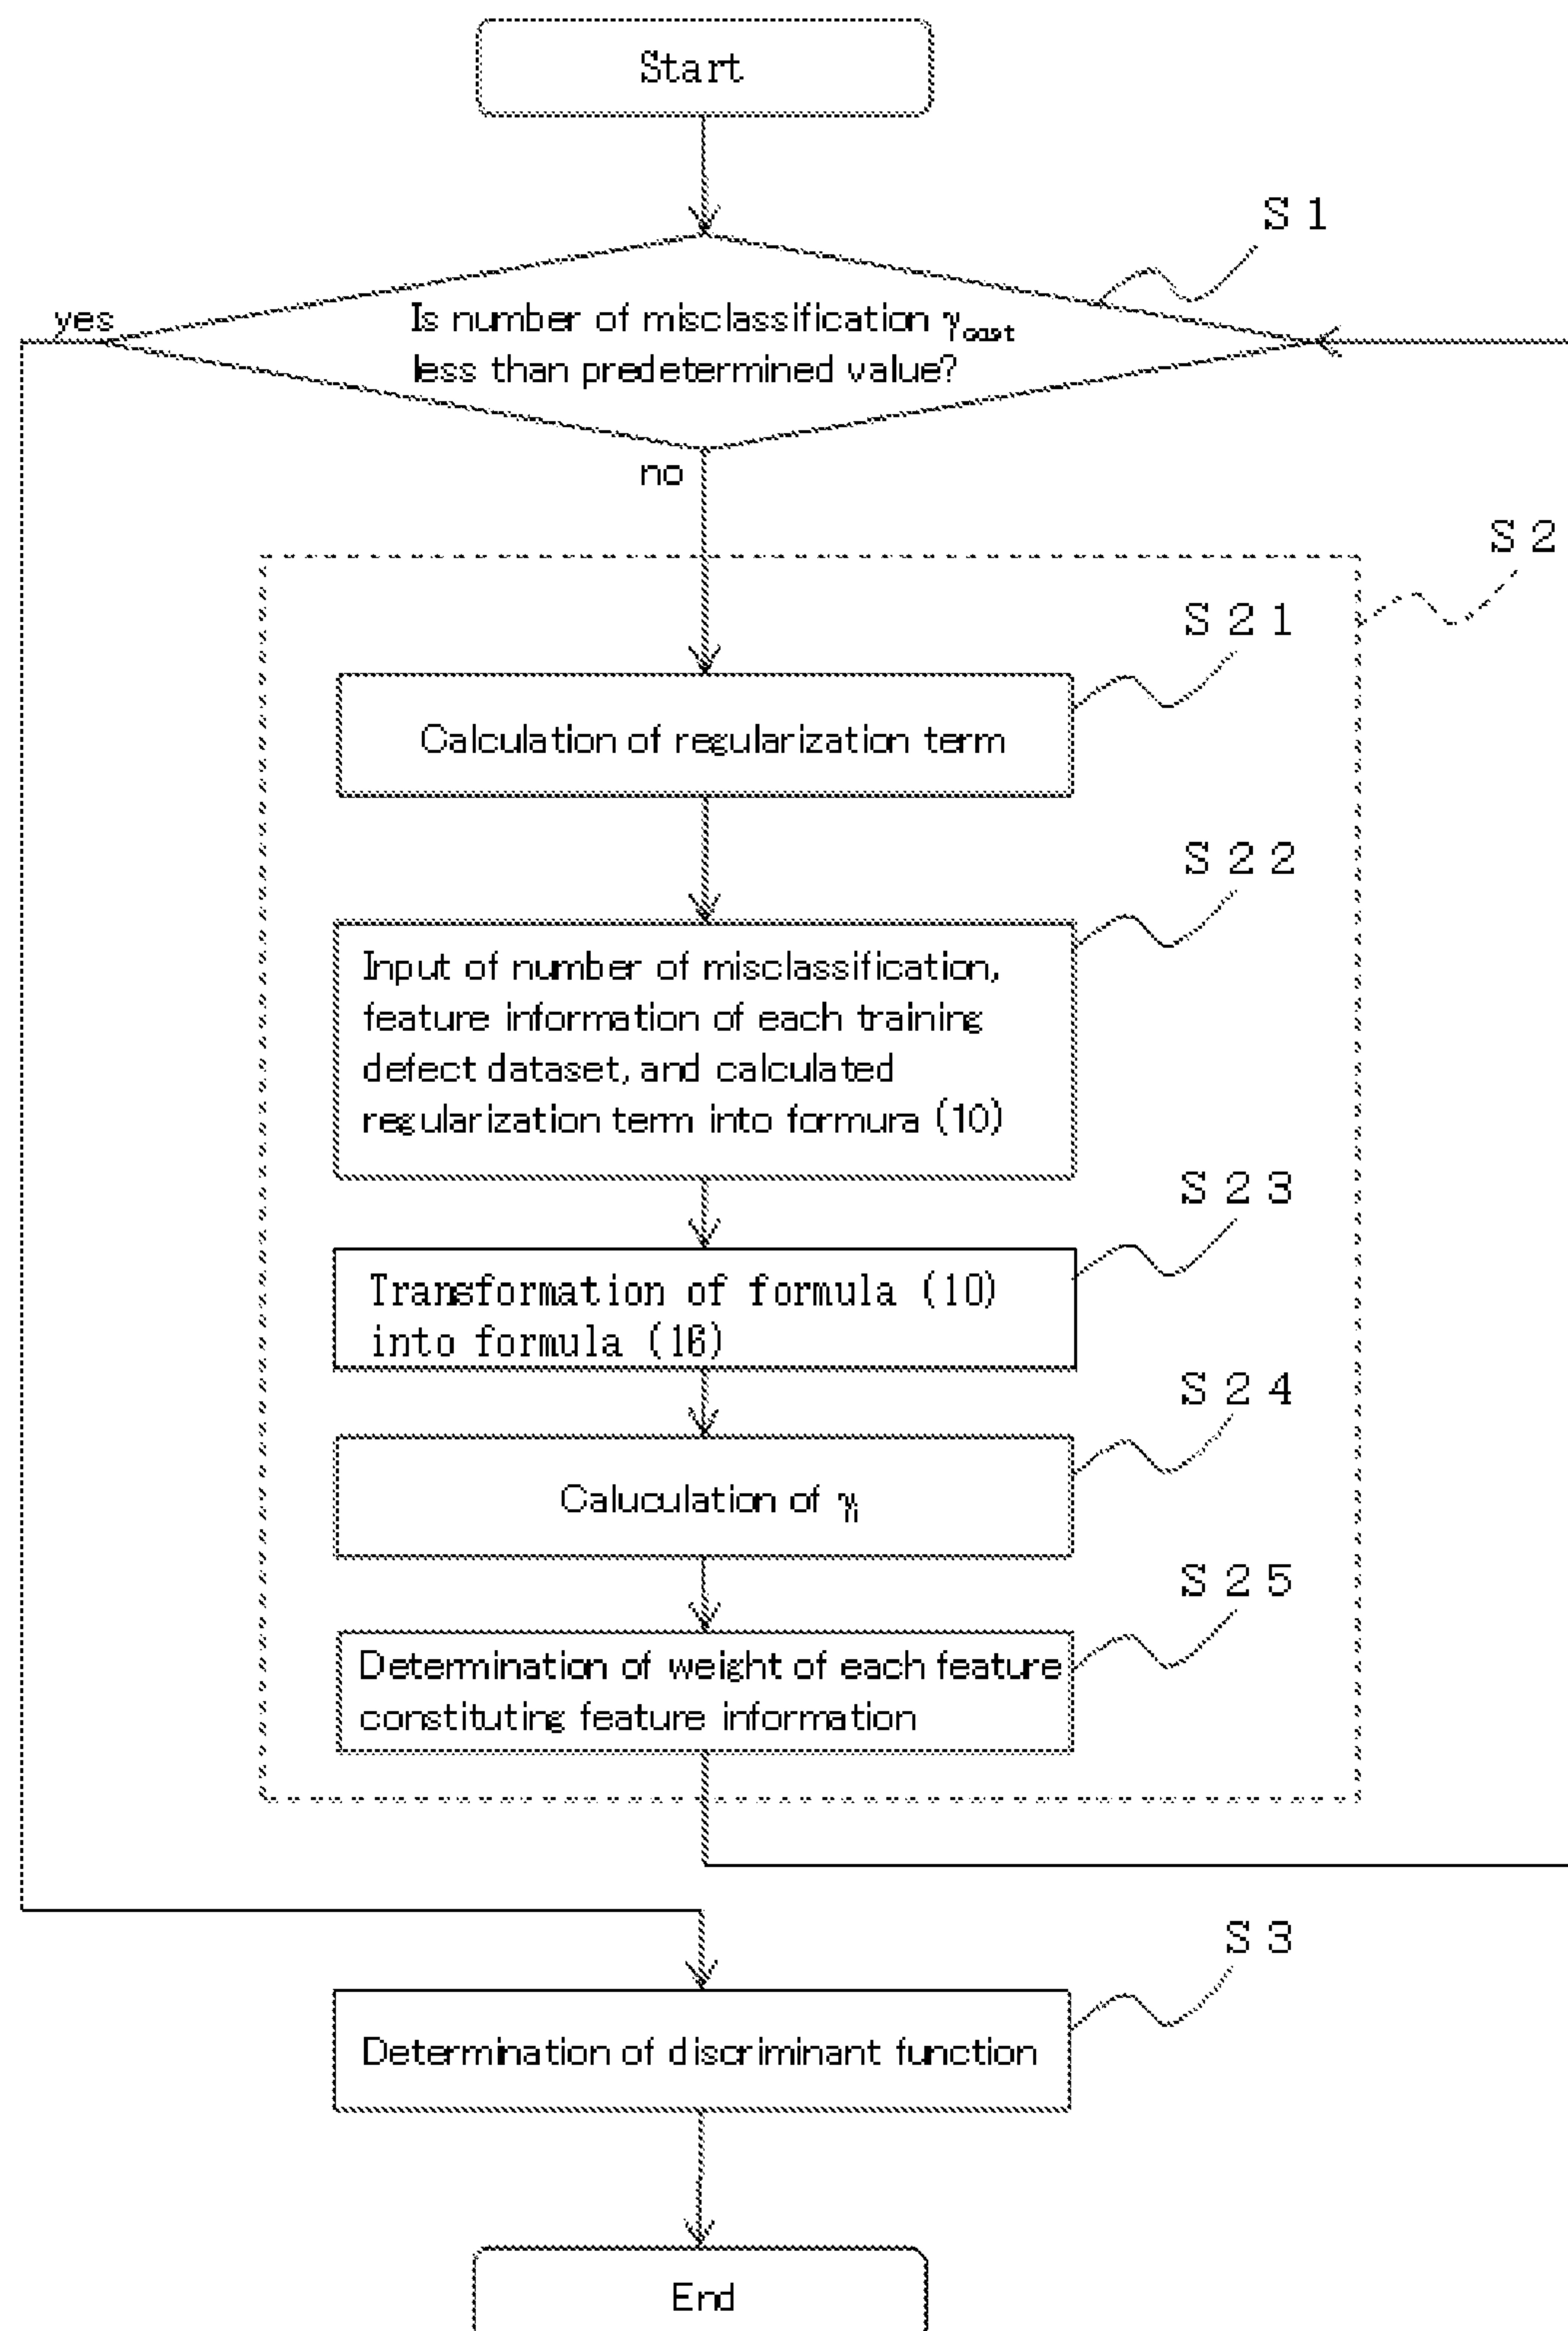 Start
S1
yes
Is number of misclassification γcost
less than predetermined value?
no
S2
S21
Calculation of regularization term
S22
Input of number of misclassification,
feature information of each training
defect dataset, and calculated
regularization term into formura (10)
S23
Transformation of formula (10)
into formula (16)
S24
Caluculation of γi
S25
Determination of weight of each feature
constituting feature information
S3
Determination of discriminant function
End